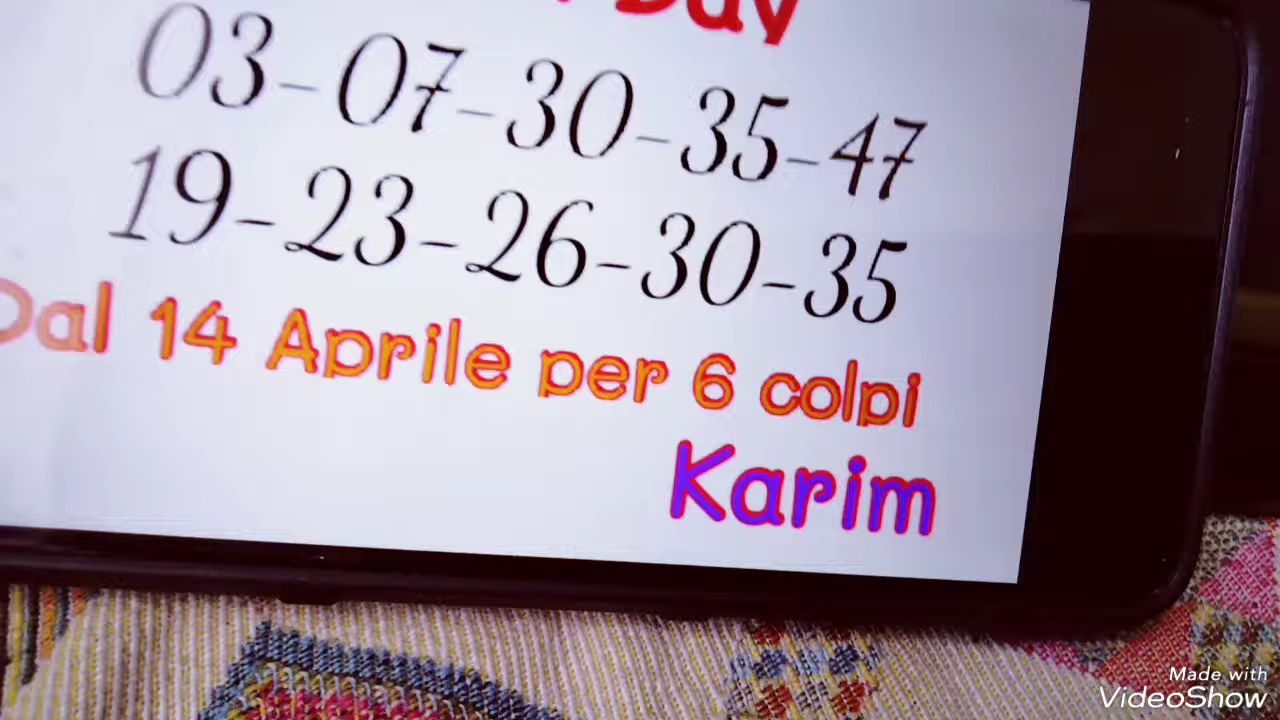 Day
03-07-30-35-47
19-23-26-30-35
Dal 14 Aprile per 6 colpi
Karim
Made with
VideoShow